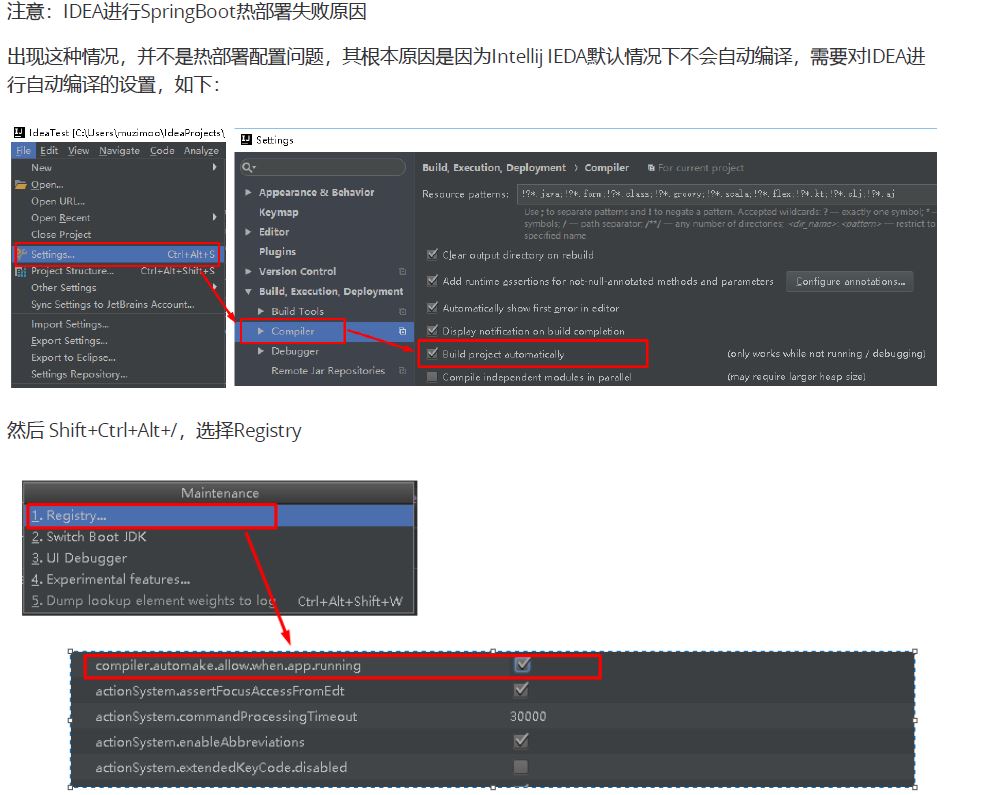 注意：IDEA进行SpringBoot热部署失败原因
出现这种情况，并不是热部署配置问题，其根本原因是因为Intellij IEDA默认情况下不会自动编译，需要对IDEA进
行自动编译的设置，如下：
IdeaTest [C:\Users\muzimoo\IdeaProjects\
File Edit View Navigate Code Analyze
New
Open...
Open URL...
Open Recent
Close Project
Settings... Ctrl+Alt+S
Project Structure... Ctrl+Alt+Shift+S
Other Settings
Sync Settings to JetBrains Account...
Import Settings...
Export Settings...
Export to Eclipse...
Settings Repository...
Settings
Appearance & Behavior
Keymap
Editor
Plugins
Version Control
Build, Execution, Deployment
Build Tools
Compiler
Debugger
Remote Jar Repositories
Build, Execution, Deployment › Compiler For current project
Resource patterns: !?*.java;!?*.form;!?*.class;!?*.groovy;!?*.scala;!?*.flex;!?*.kt;!?*.clj;!?*.aj
Use ; to separate patterns and ! to negate a pattern. Accepted wildcards: ? — exactly one symbol; * –
symbols; / — path separator; /**/ — any number of directories; <dir_name>: <pattern> — restrict to
specified name
Clear output directory on rebuild
Add runtime assertions for not-null-annotated methods and parameters Configure annotations...
Automatically show first error in editor
Display notification on build completion
Build project automatically (only works while not running / debugging)
Compile independent modules in parallel (may require larger heap size)
然后 Shift+Ctrl+Alt+/，选择Registry
Maintenance
1. Registry...
2. Switch Boot JDK
3. UI Debugger
4. Experimental features...
5. Dump lookup element weights to log Ctrl+Alt+Shift+W
compiler.automake.allow.when.app.running
actionSystem.assertFocusAccessFromEdt
actionSystem.commandProcessingTimeout 30000
actionSystem.enableAbbreviations
actionSystem.extendedKeyCode.disabled